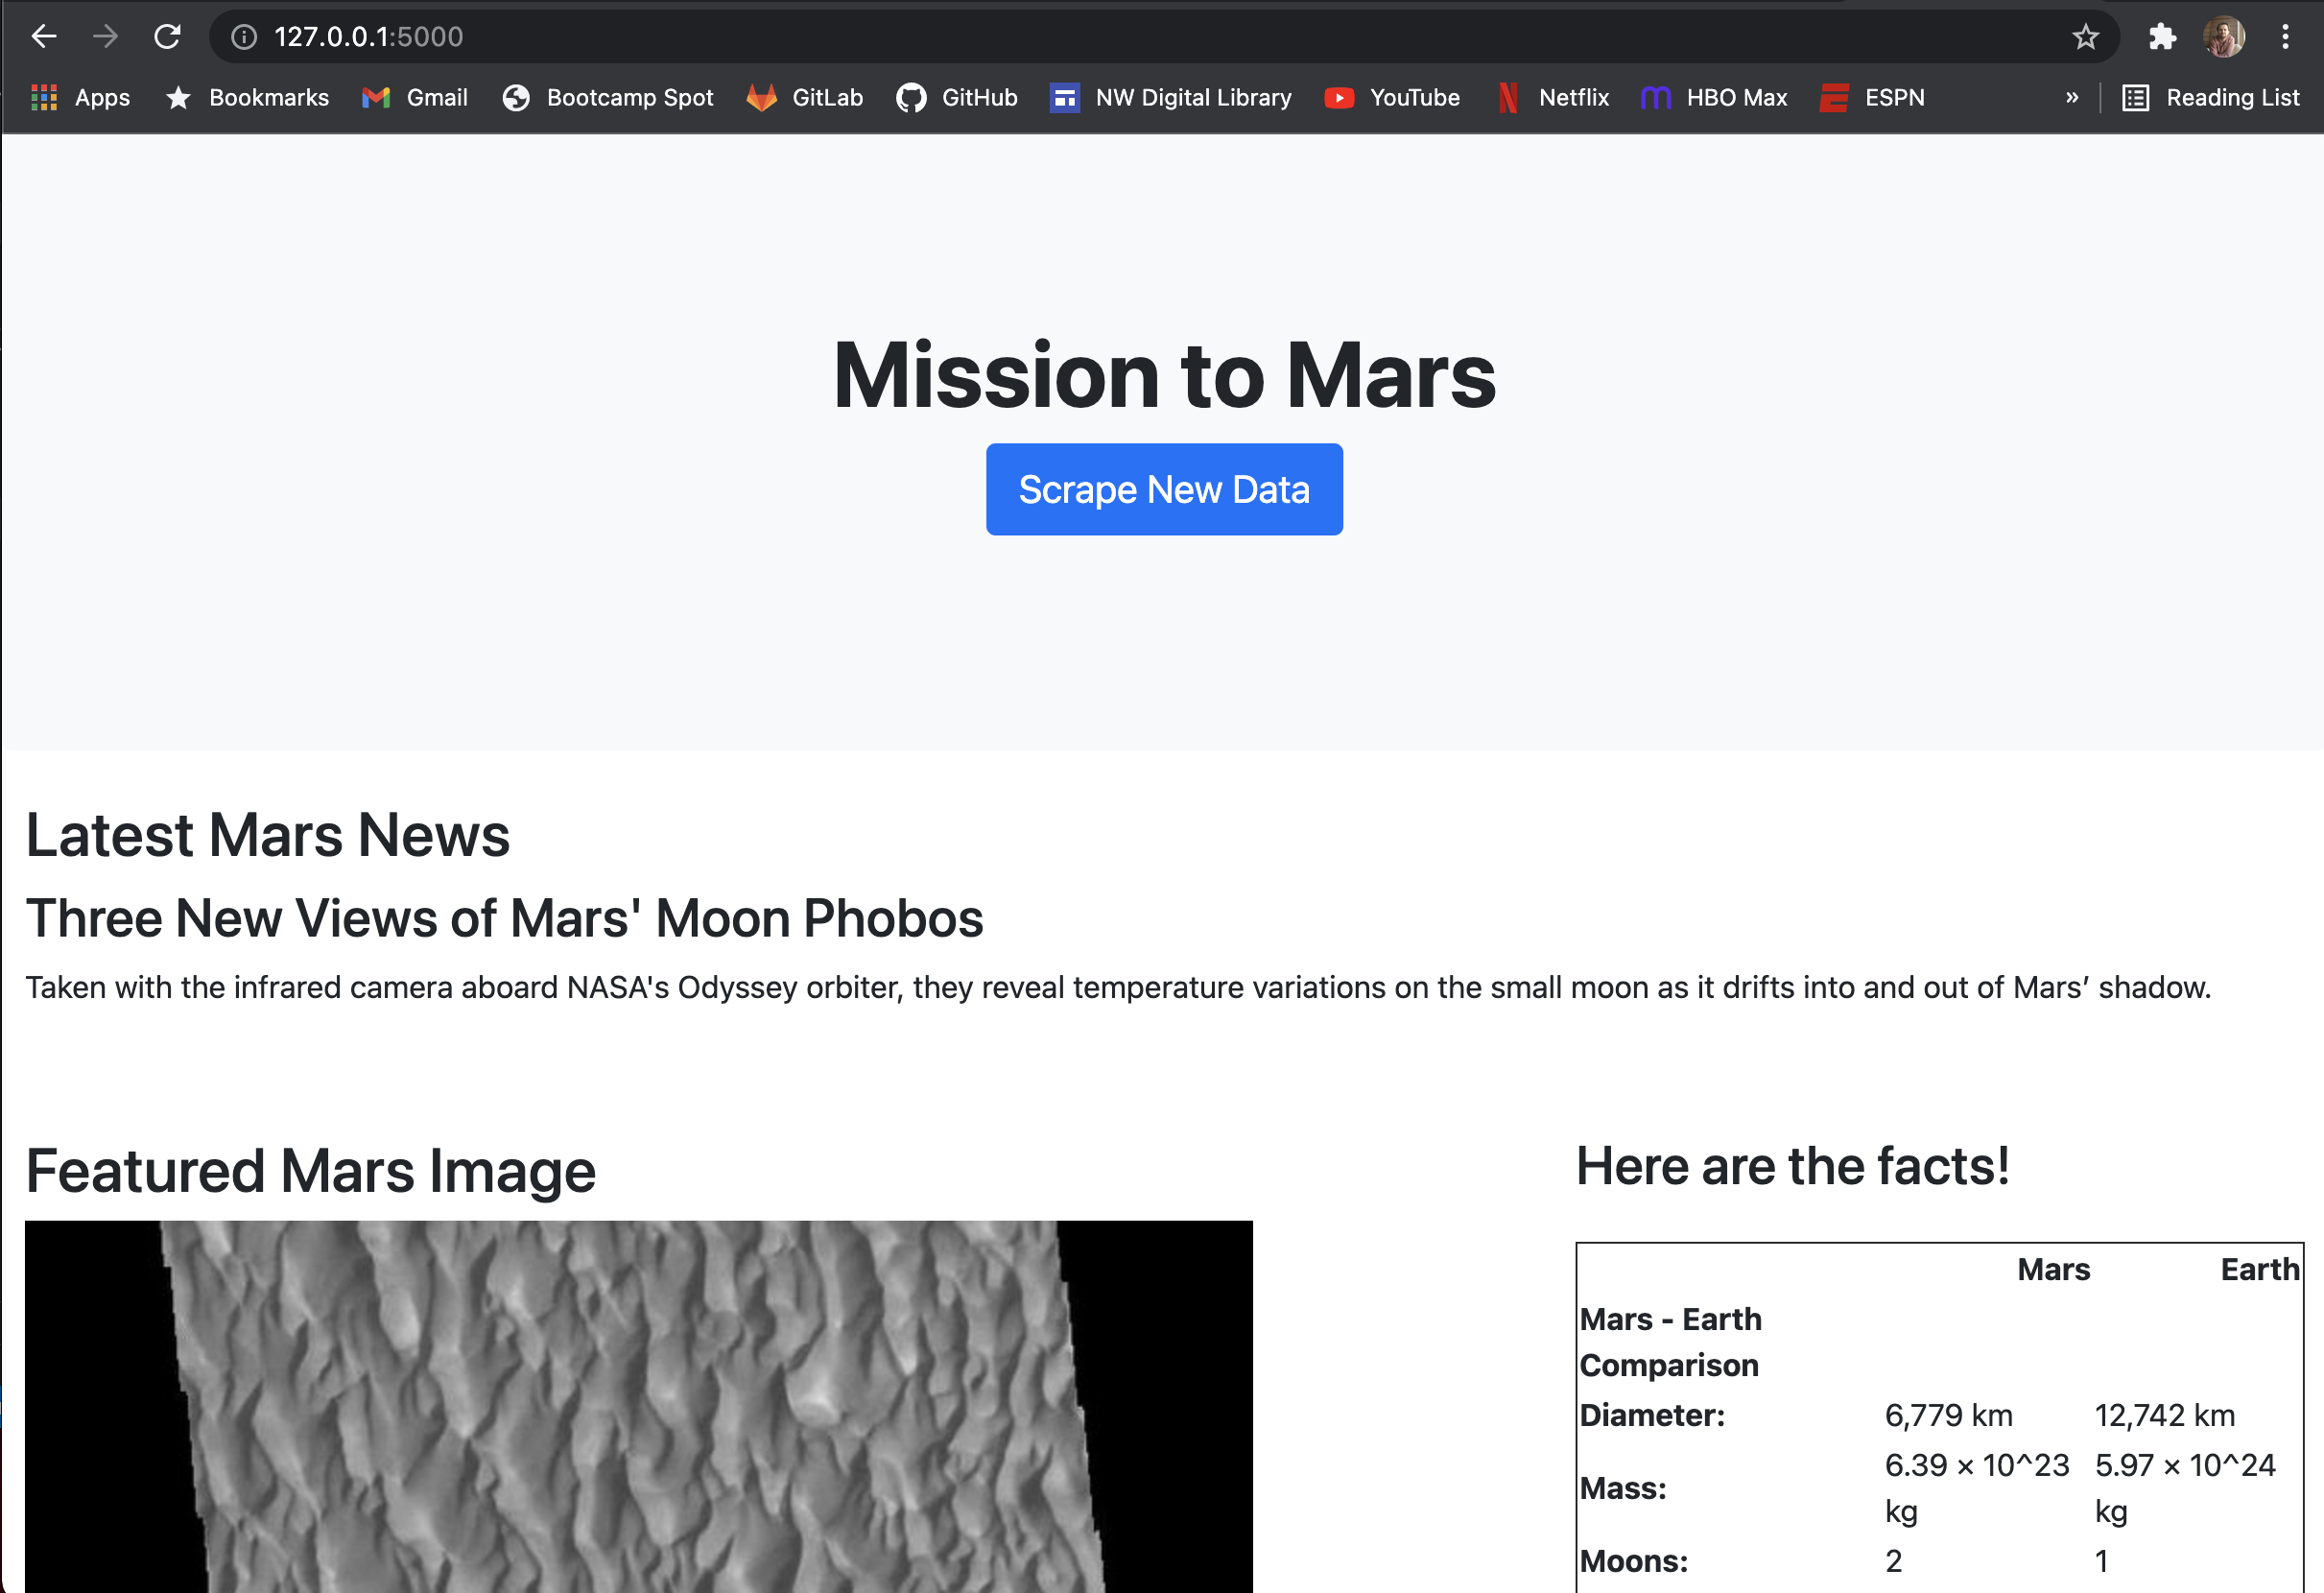 127.0.0.1:5000
Apps Bookmarks Gmail Bootcamp Spot GitLab GitHub NW Digital Library YouTube Netflix HBO Max ESPN » Reading List
Mission to Mars
Scrape New Data
Latest Mars News
Three New Views of Mars' Moon Phobos
Taken with the infrared camera aboard NASA's Odyssey orbiter, they reveal temperature variations on the small moon as it drifts into and out of Mars’ shadow.
Featured Mars Image
Here are the facts!
Mars Earth
Mars - Earth
Comparison
Diameter: 6,779 km 12,742 km
Mass: 6.39 × 10^23 kg 5.97 × 10^24 kg
Moons: 2 1